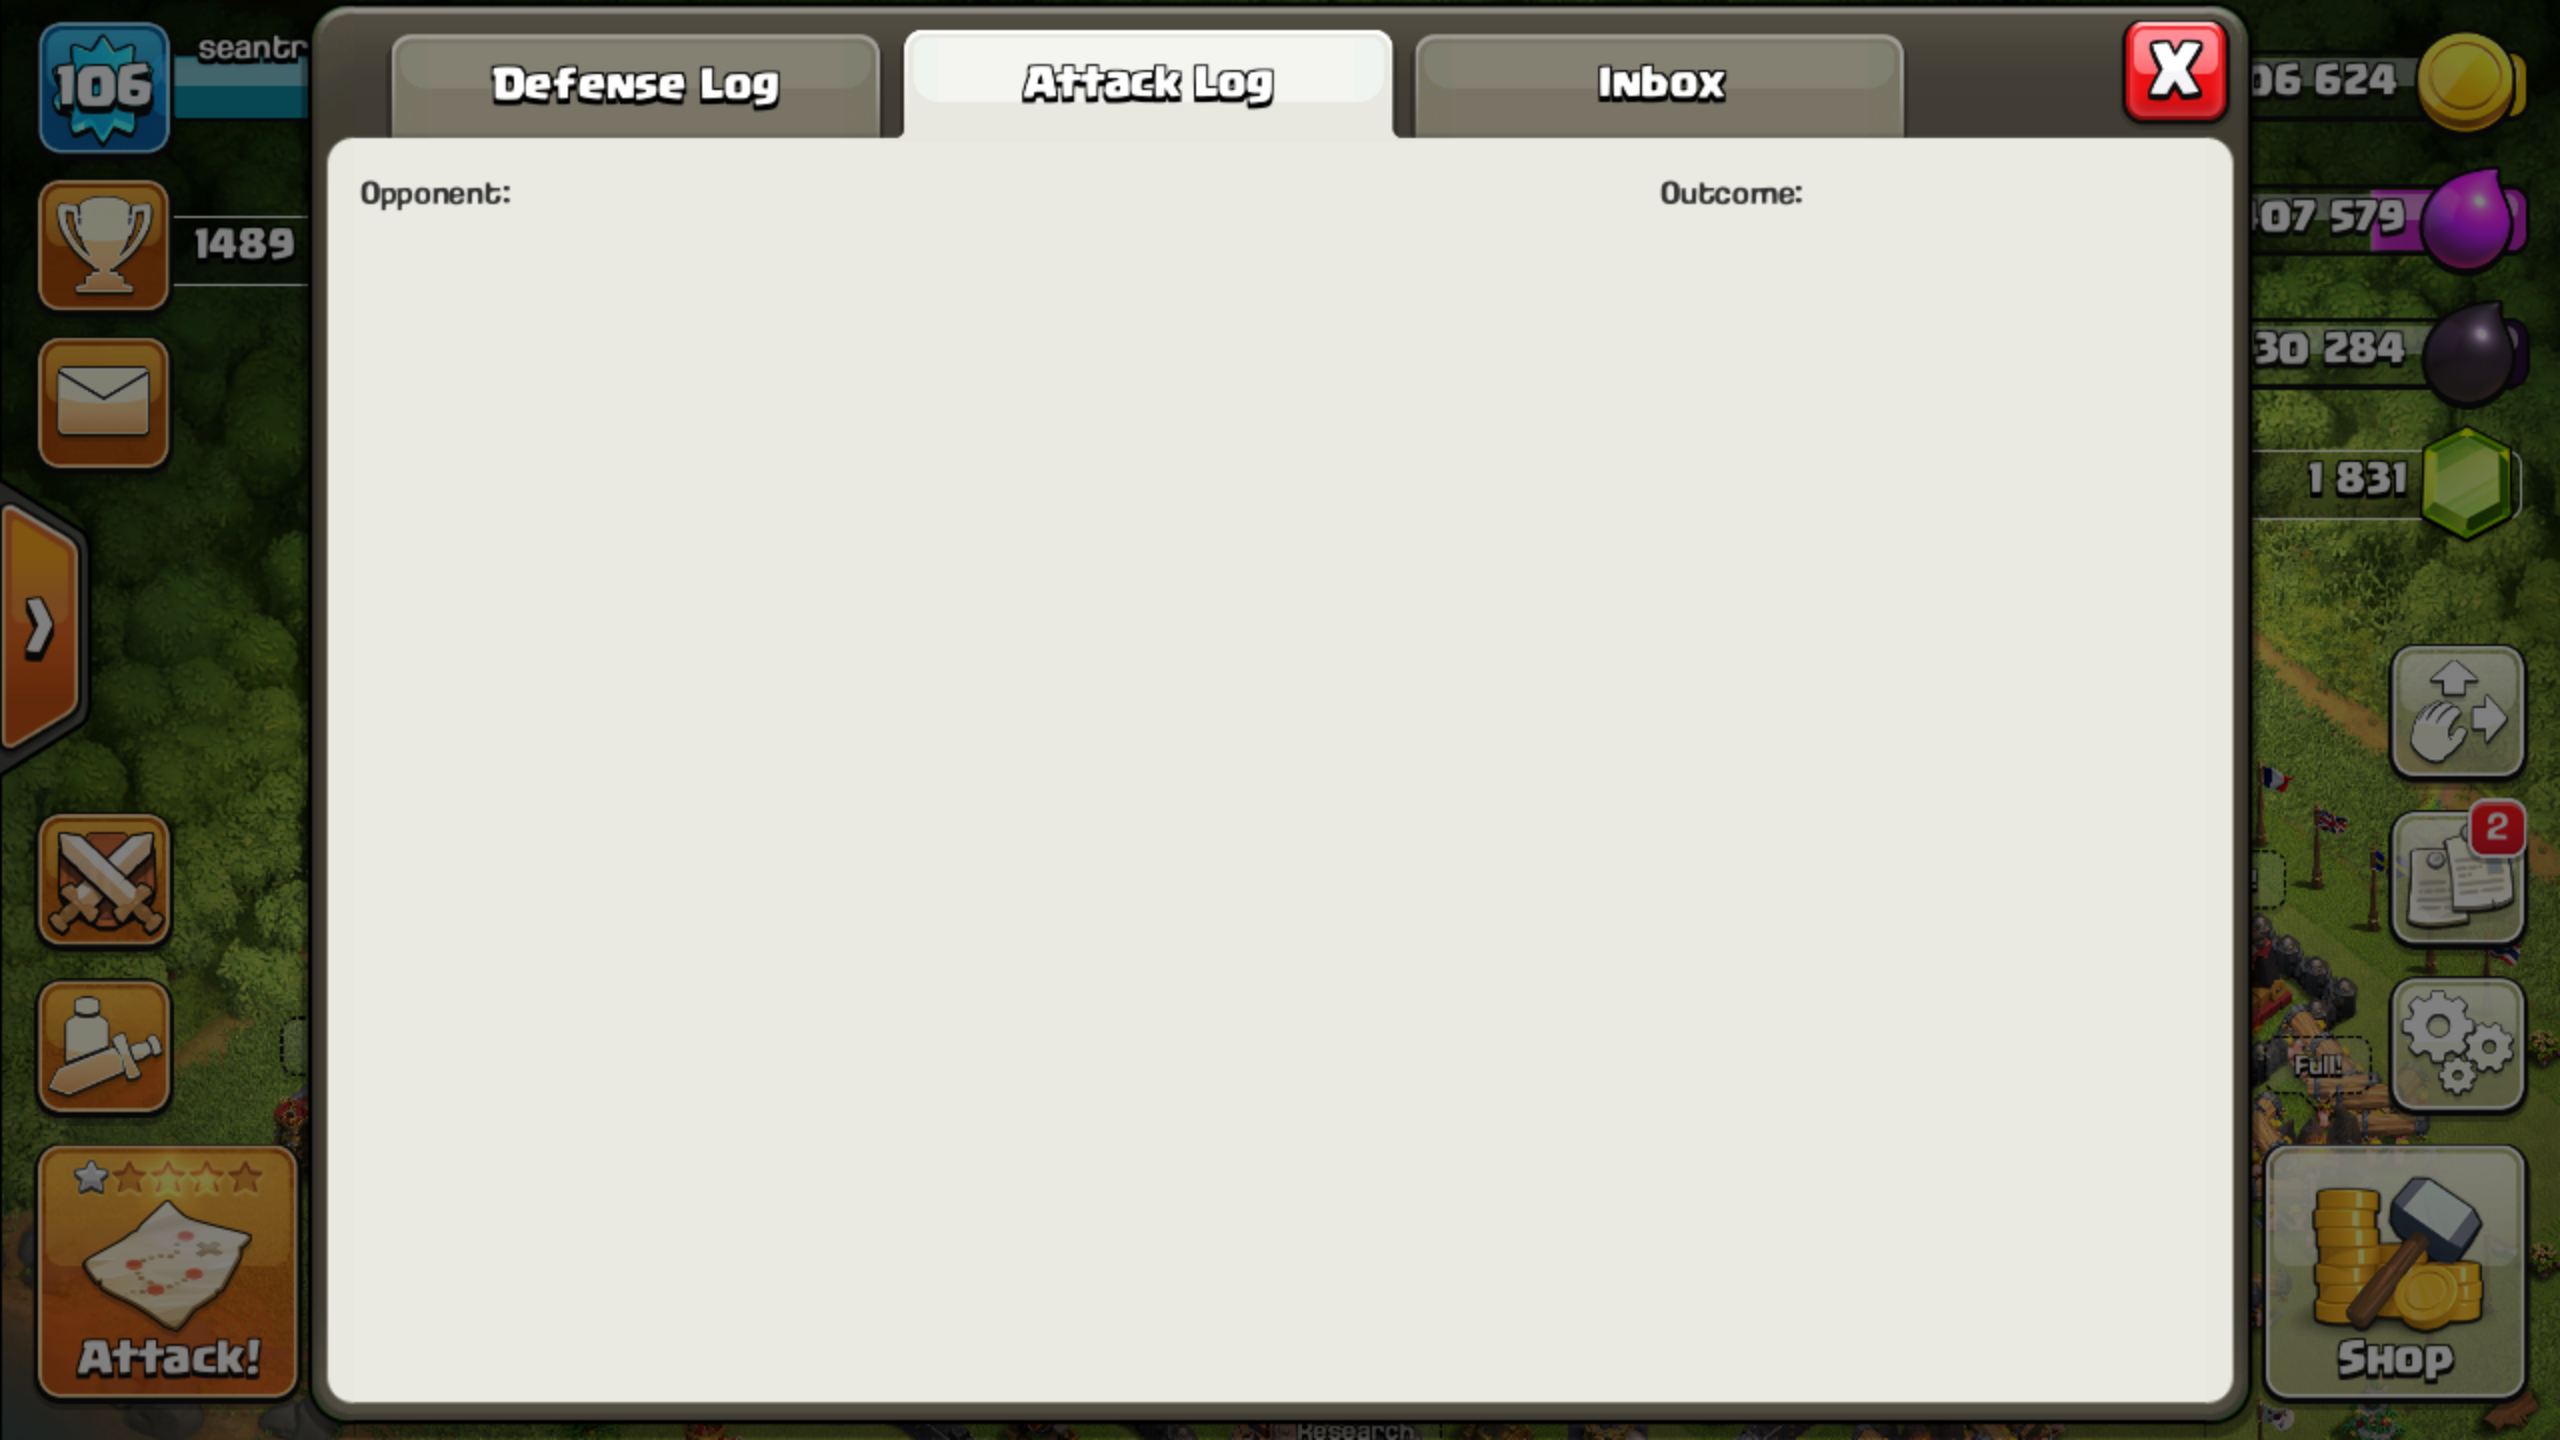 106
seantr
Defense Log
Attack Log
Inbox
X
06 624
1489
Opponent:
Outcome:
07 579
30 284
1 831
2
Full!
Attack!
Shop
Research